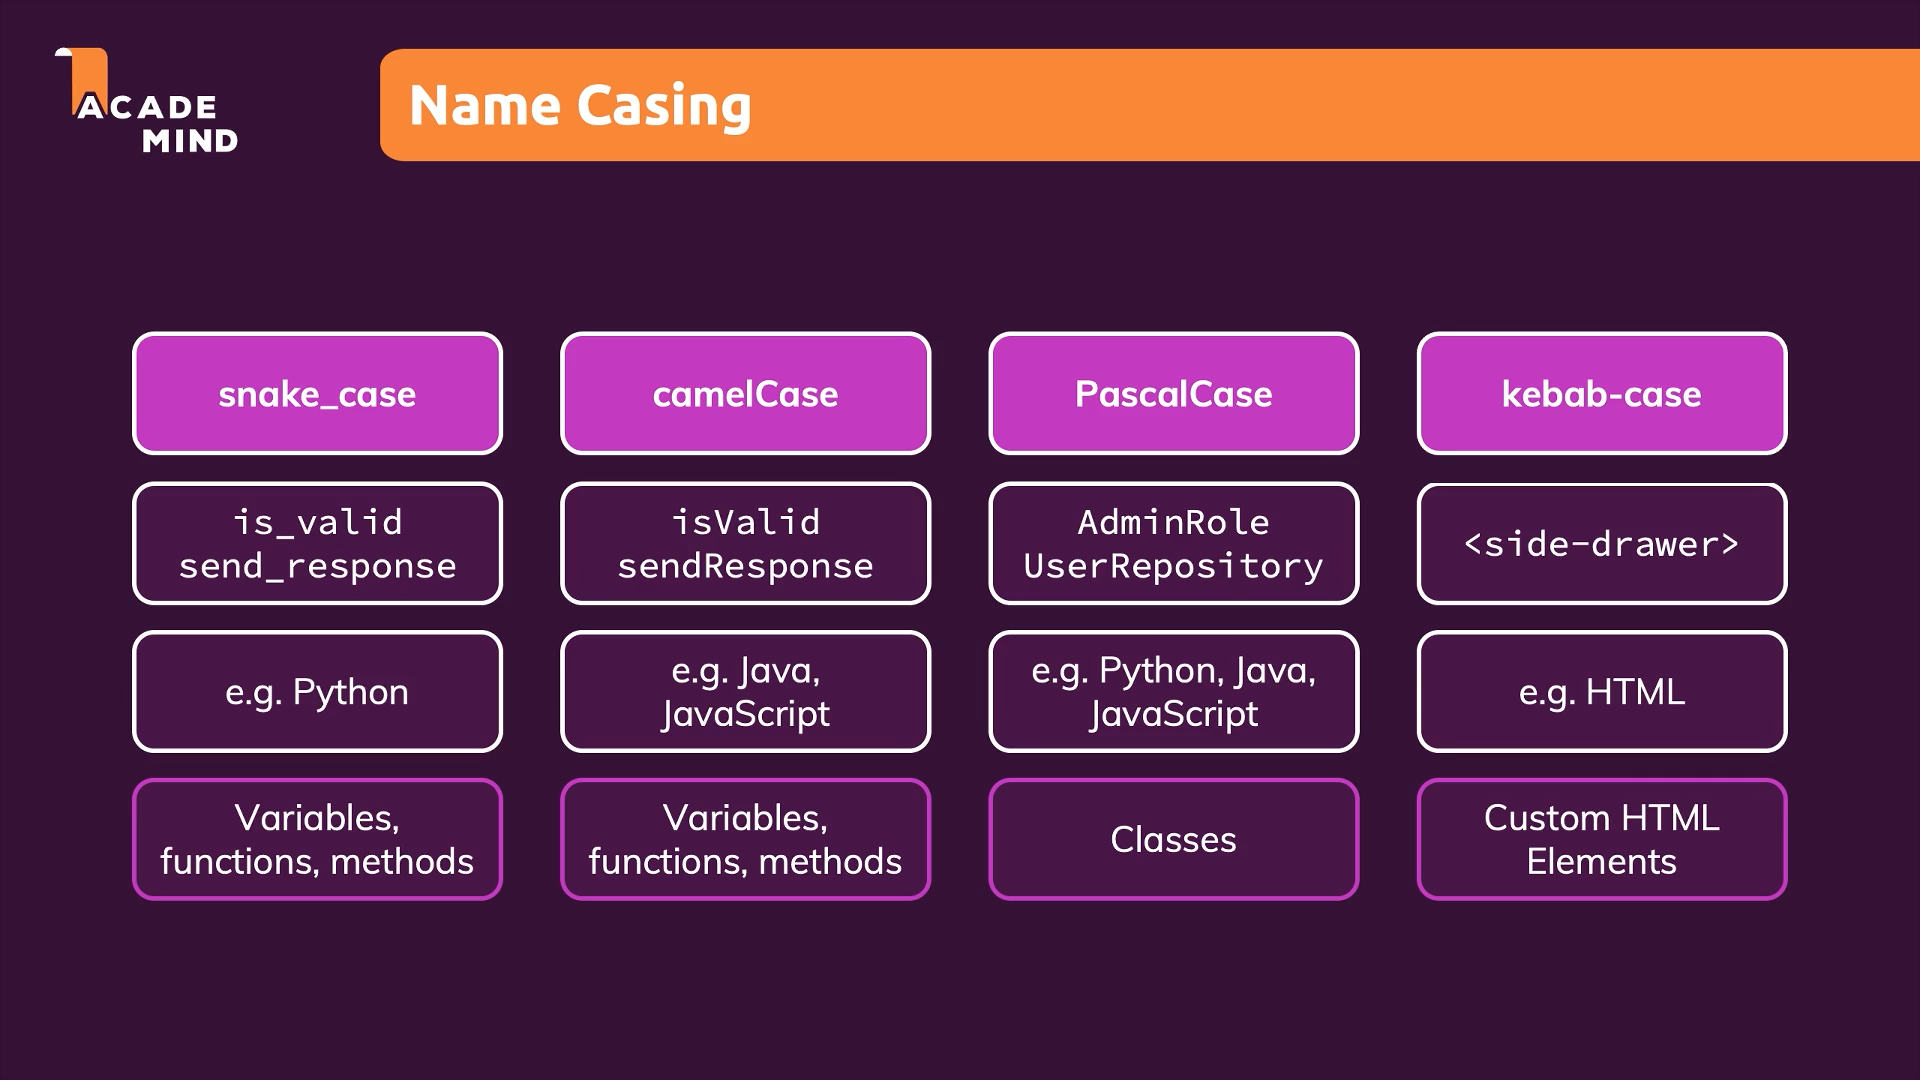 ACADE
MIND
Name Casing
snake_case
camelCase
PascalCase
kebab-case
is_valid
send_response
isValid
sendResponse
AdminRole
UserRepository
<side-drawer>
e.g. Python
e.g. Java,
JavaScript
e.g. Python, Java,
JavaScript
e.g. HTML
Variables,
functions, methods
Variables,
functions, methods
Classes
Custom HTML
Elements